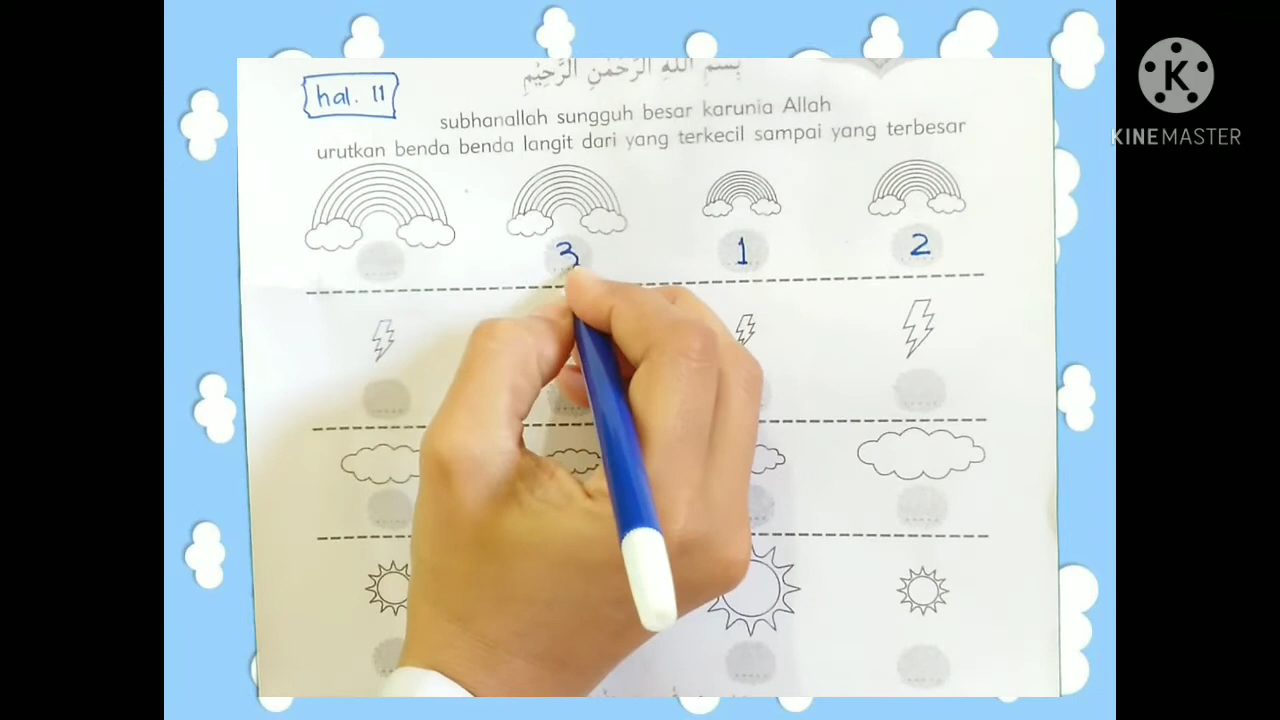 بِسْمِ اللهِ الرَّحْمٰنِ الرَّحِيْمِ
hal. 11
subhanallah sungguh besar karunia Allah
urutkan benda benda langit dari yang terkecil sampai yang terbesar
3 1 2
K
KINEMASTER